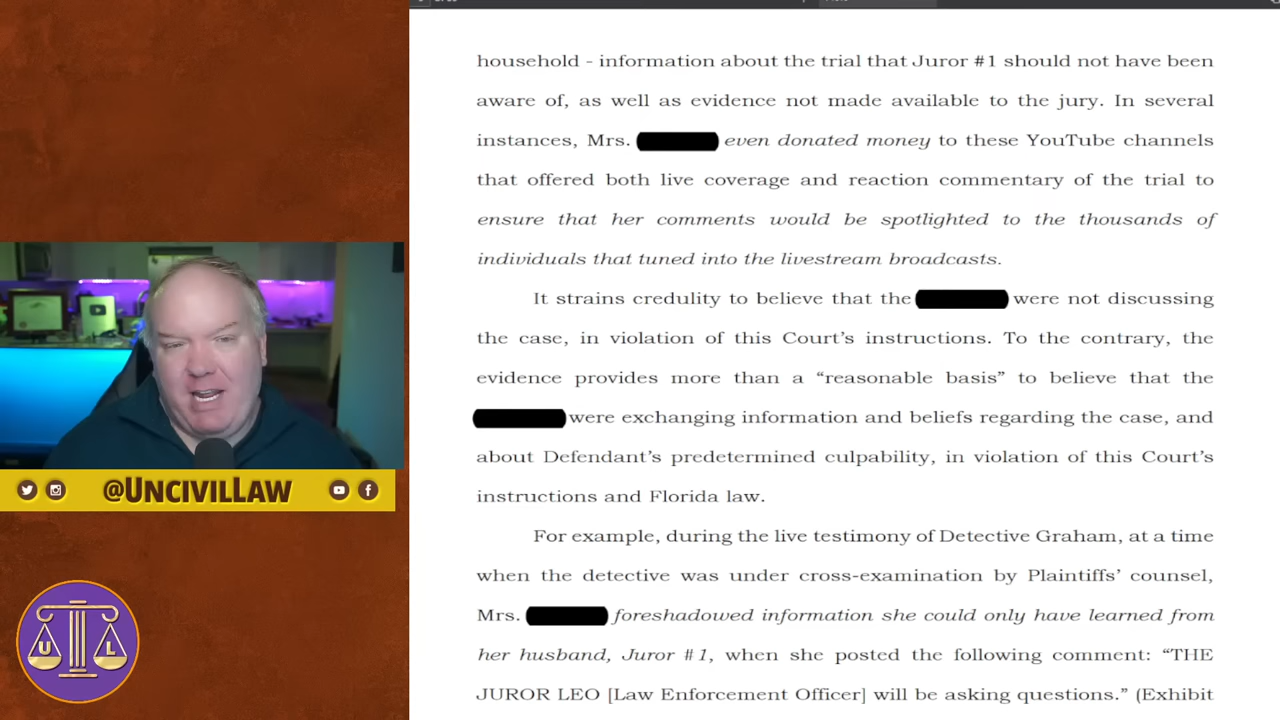 household - information about the trial that Juror #1 should not have been
aware of, as well as evidence not made available to the jury. In several
instances, Mrs. even donated money to these YouTube channels
that offered both live coverage and reaction commentary of the trial to
ensure that her comments would be spotlighted to the thousands of
individuals that tuned into the livestream broadcasts.
It strains credulity to believe that the were not discussing
the case, in violation of this Court’s instructions. To the contrary, the
evidence provides more than a “reasonable basis” to believe that the
were exchanging information and beliefs regarding the case, and
about Defendant’s predetermined culpability, in violation of this Court’s
instructions and Florida law.
For example, during the live testimony of Detective Graham, at a time
when the detective was under cross-examination by Plaintiffs’ counsel,
Mrs. foreshadowed information she could only have learned from
her husband, Juror #1, when she posted the following comment: “THE
JUROR LEO [Law Enforcement Officer] will be asking questions.” (Exhibit
@UNCIVILLAW
U L